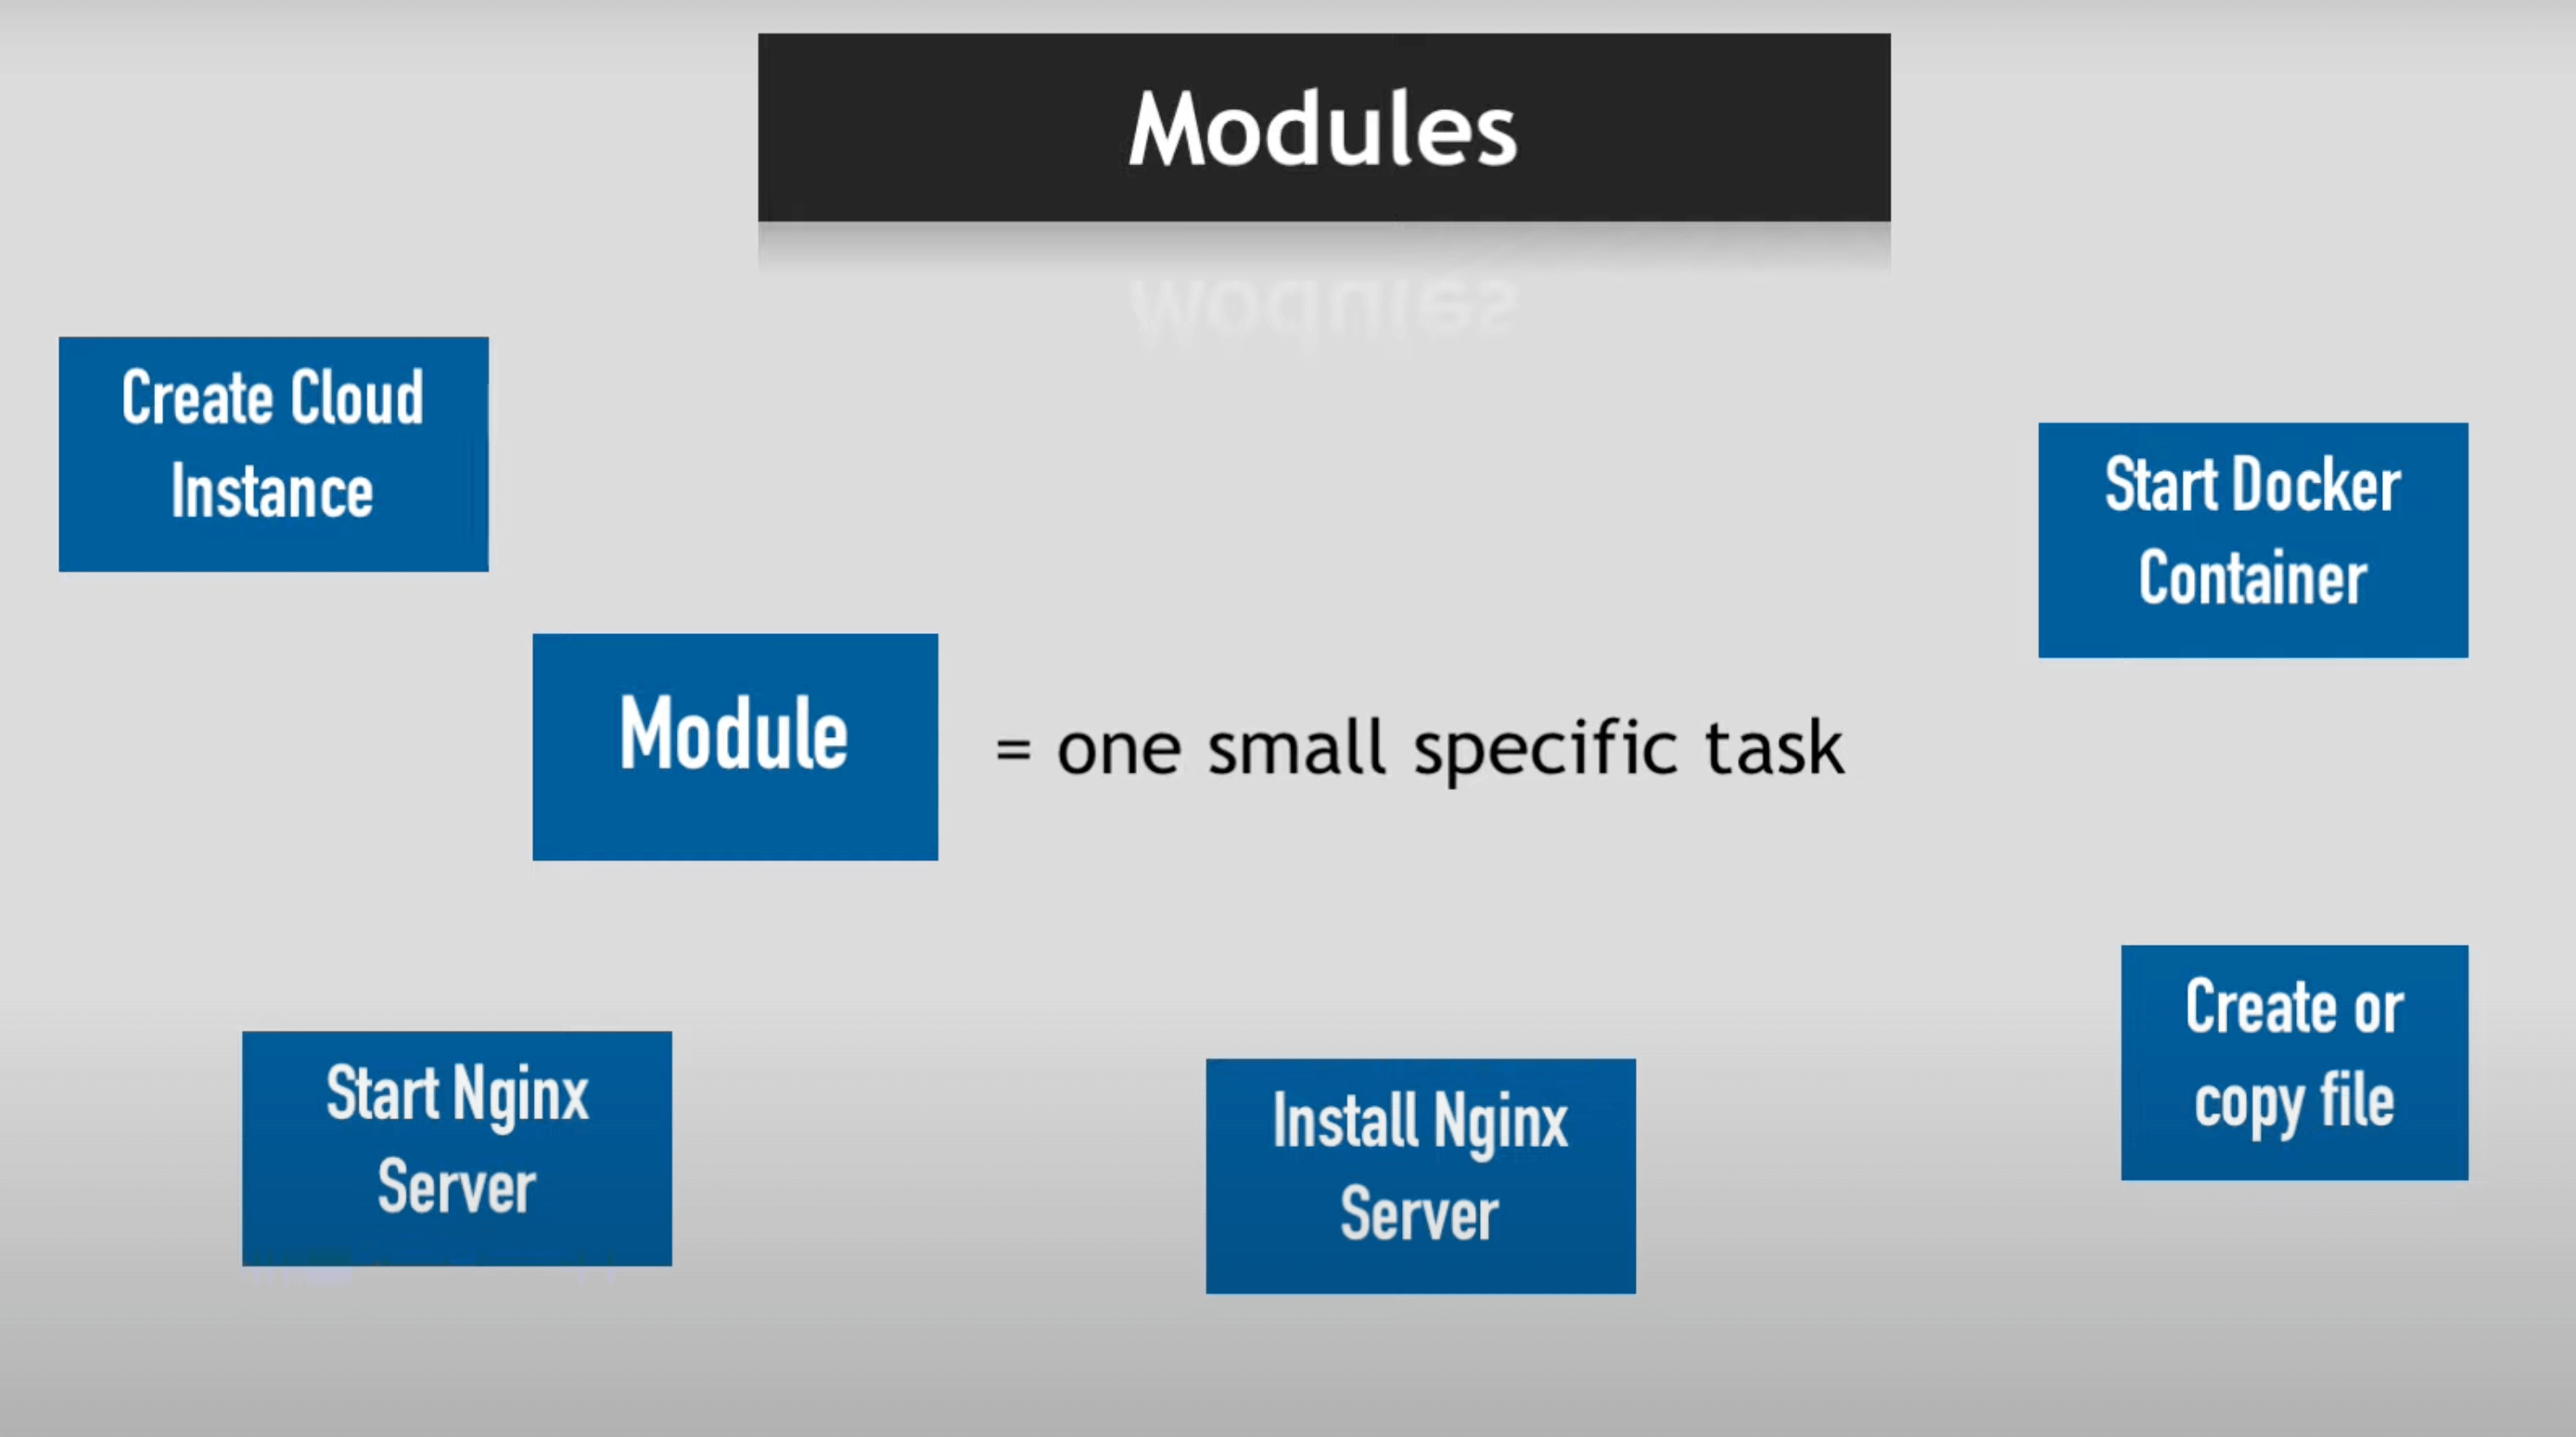 Modules
Create Cloud
Instance
Start Docker
Container
Module
= one small specific task
Create or
copy file
Start Nginx
Server
Install Nginx
Server